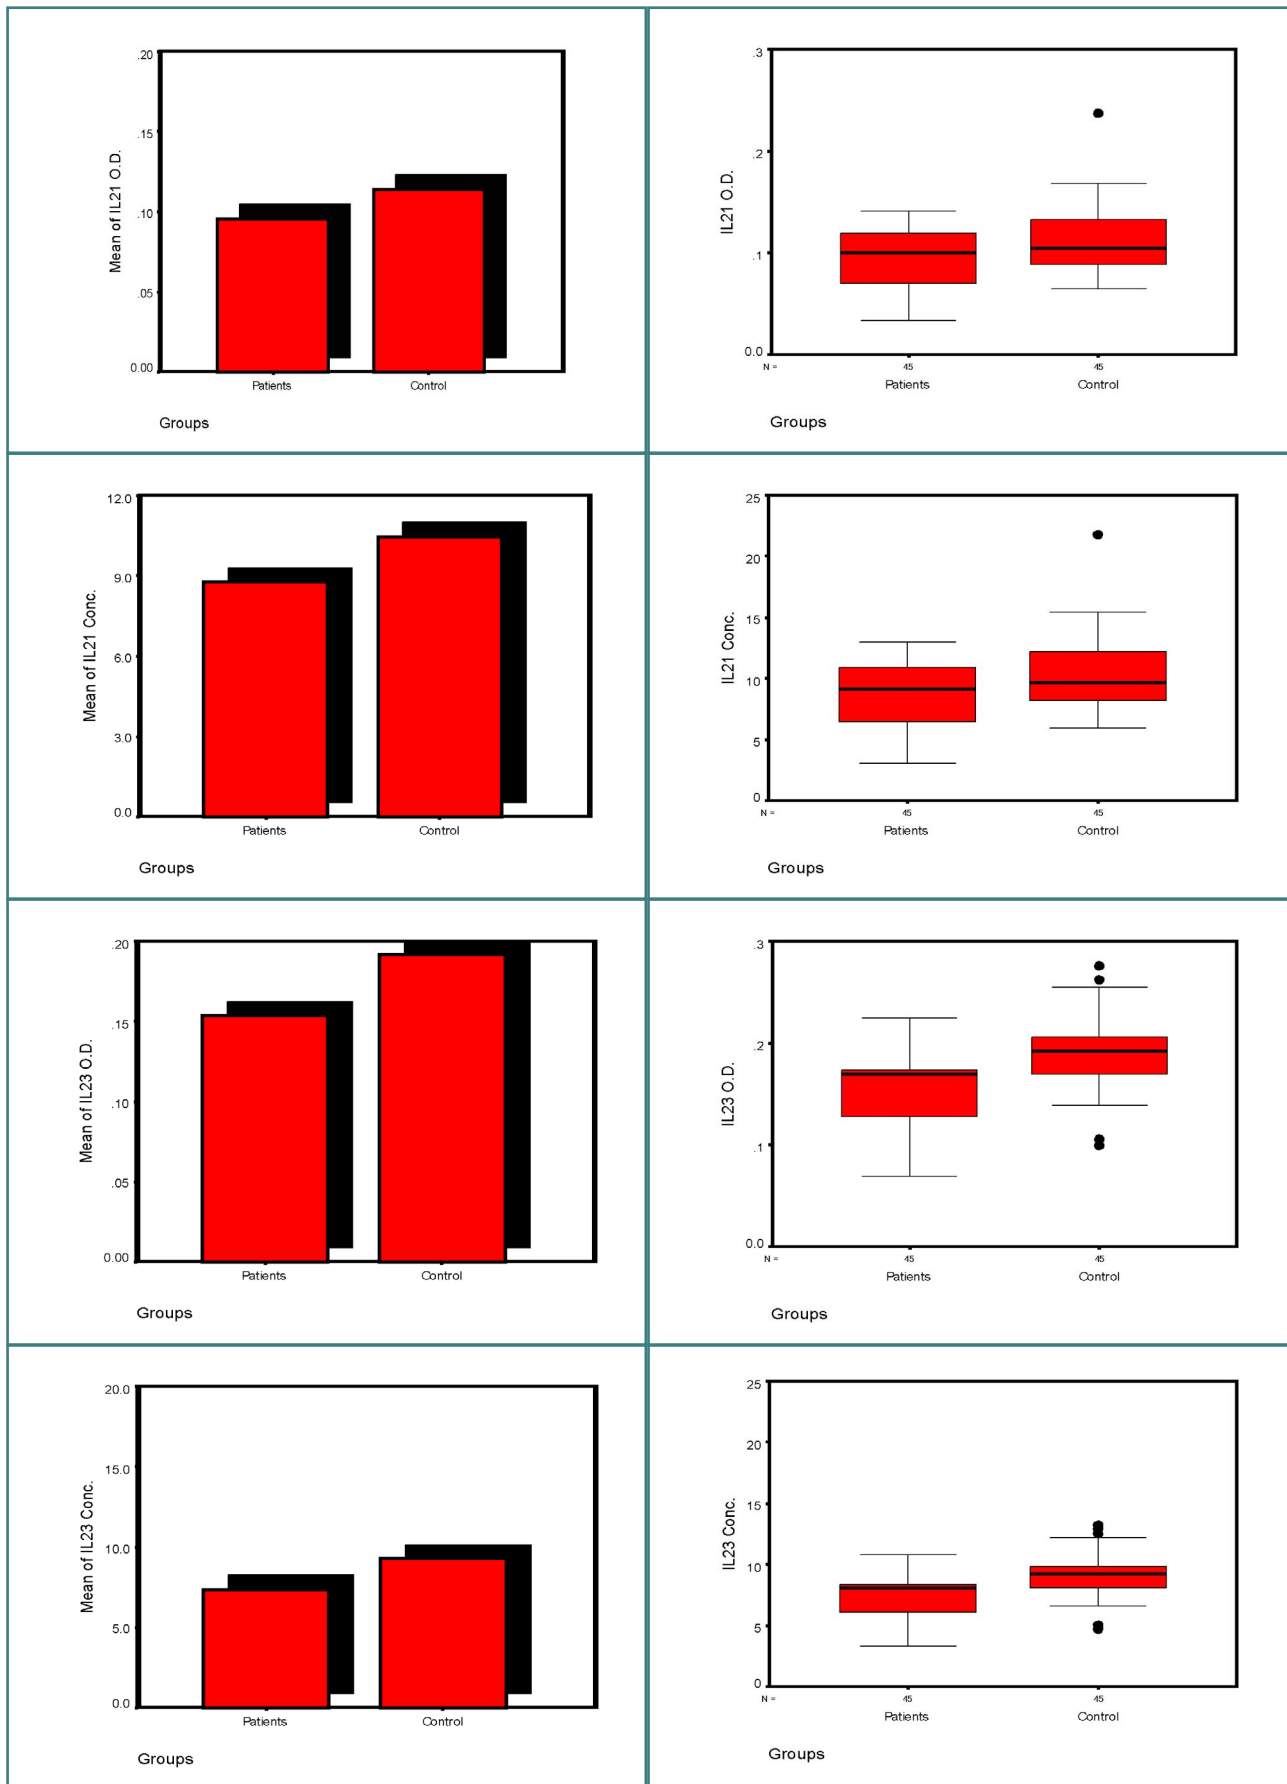 .20
.15
.10
.05
0.00
Mean of IL21 O.D.
Patients Control
Groups
.3
.2
.1
0.0
IL21 O.D.
N = 45 45
Patients Control
Groups
12.0
9.0
6.0
3.0
0.0
Mean of IL21 Conc.
Patients Control
Groups
25
20
15
10
5
0
IL21 Conc.
N = 45 45
Patients Control
Groups
.20
.15
.10
.05
0.00
Mean of IL23 O.D.
Patients Control
Groups
.3
.2
.1
0.0
IL23 O.D.
N = 45 45
Patients Control
Groups
20.0
15.0
10.0
5.0
0.0
Mean of IL23 Conc.
Patients Control
Groups
25
20
15
10
5
0
IL23 Conc.
N = 45 45
Patients Control
Groups